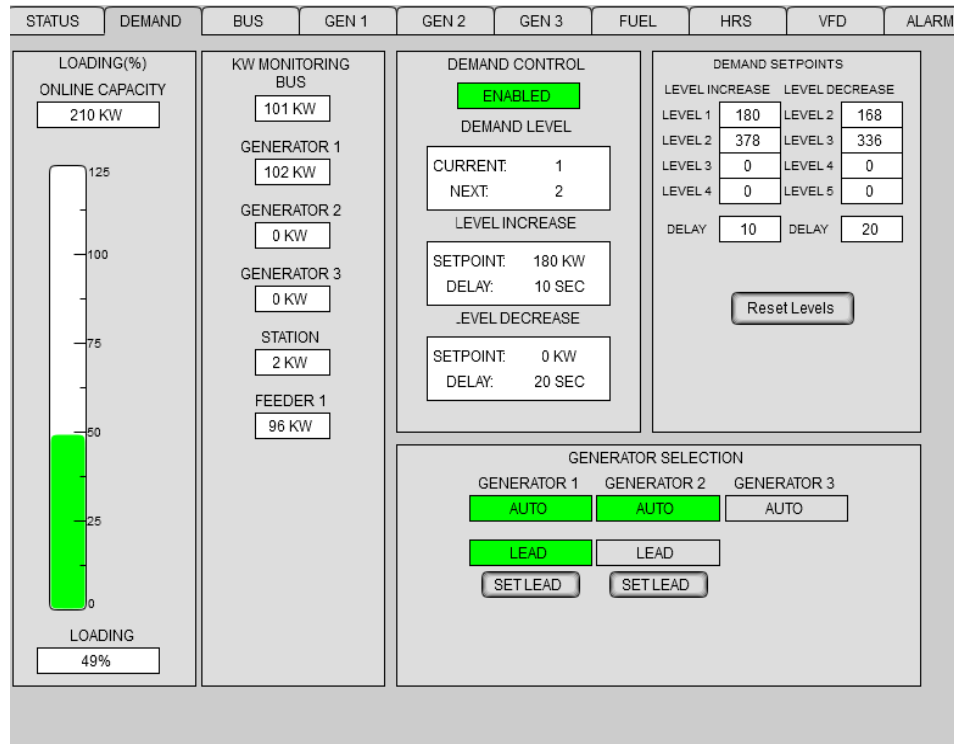 STATUS DEMAND BUS GEN 1 GEN 2 GEN 3 FUEL HRS VFD ALARM
LOADING(%)
ONLINE CAPACITY
210 KW
125
100
75
50
25
0
LOADING
49%
KW MONITORING
BUS
101 KW
GENERATOR 1
102 KW
GENERATOR 2
0 KW
GENERATOR 3
0 KW
STATION
2 KW
FEEDER 1
96 KW
DEMAND CONTROL
ENABLED
DEMAND LEVEL
CURRENT: 1
NEXT: 2
LEVEL INCREASE
SETPOINT: 180 KW
DELAY: 10 SEC
LEVEL DECREASE
SETPOINT: 0 KW
DELAY: 20 SEC
DEMAND SETPOINTS
LEVEL INCREASE LEVEL DECREASE
LEVEL 1 180 LEVEL 2 168
LEVEL 2 378 LEVEL 3 336
LEVEL 3 0 LEVEL 4 0
LEVEL 4 0 LEVEL 5 0
DELAY 10 DELAY 20
Reset Levels
GENERATOR SELECTION
GENERATOR 1 GENERATOR 2 GENERATOR 3
AUTO AUTO AUTO
LEAD LEAD
SET LEAD SET LEAD